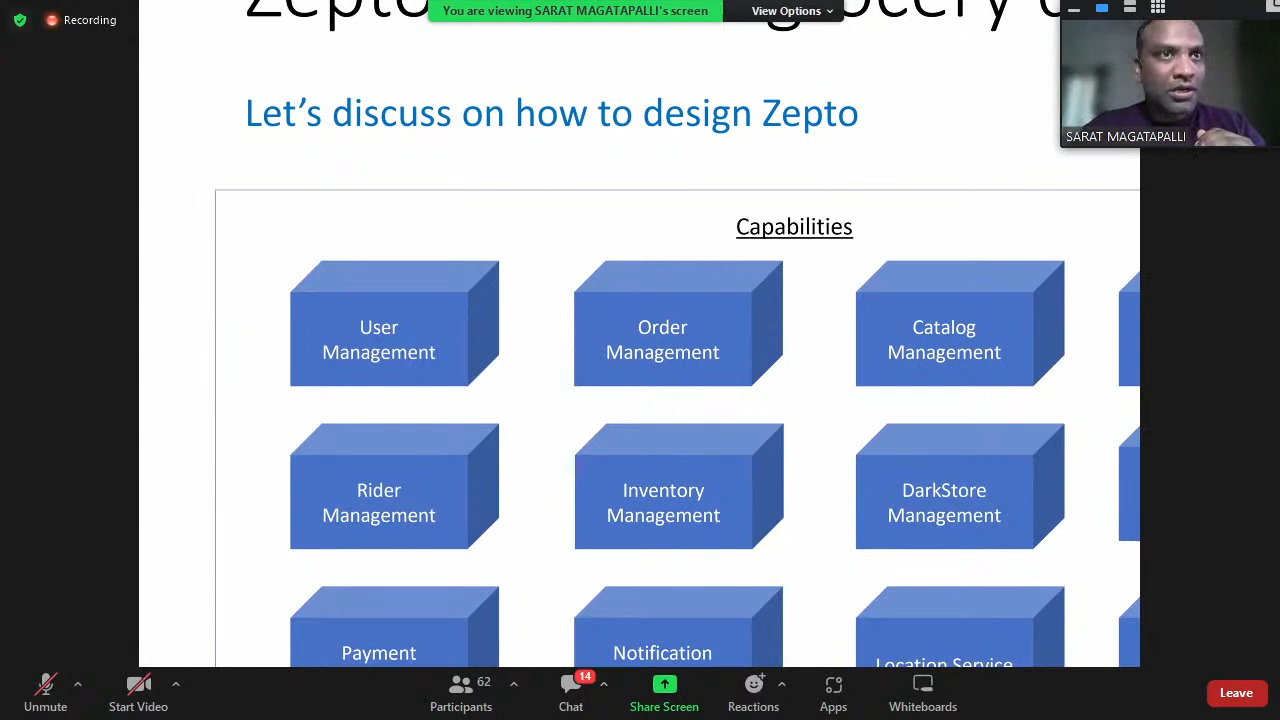 Recording
You are viewing SARAT MAGATAPALLI's screen
View Options
SARAT MAGATAPALLI
Let's discuss on how to design Zepto
Capabilities
User
Management
Order
Management
Catalog
Management
Rider
Management
Inventory
Management
DarkStore
Management
Payment
Notification
Location Service
Unmute
Start Video
62
Participants
14
Chat
Share Screen
Reactions
Apps
Whiteboards
Leave